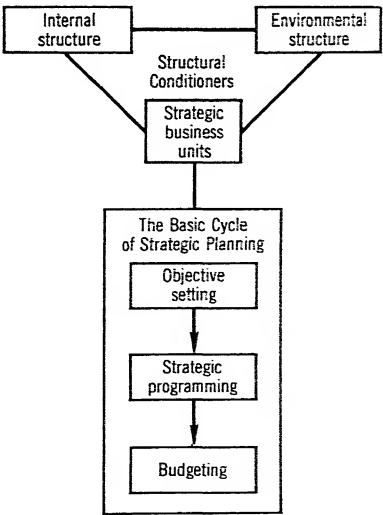 Internal
structure
Environmental
structure
Structural
Conditioners
Strategic
business
units
The Basic Cycle
of Strategic Planning
Objective
setting
Strategic
programming
Budgeting